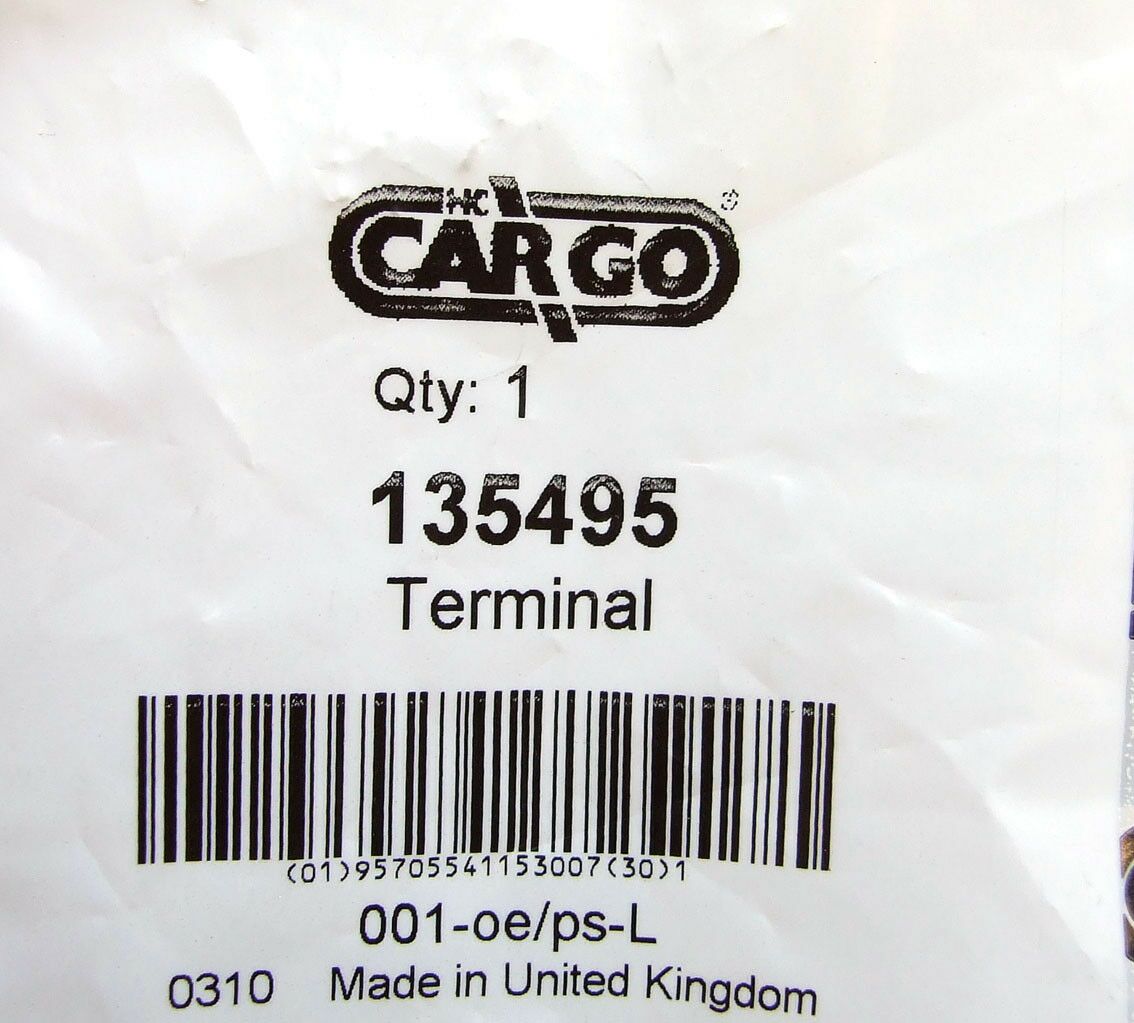 HC
CARGO®
Qty: 1
135495
Terminal
(01)95705541153007(30)1
001-oe/ps-L
0310 Made in United Kingdom